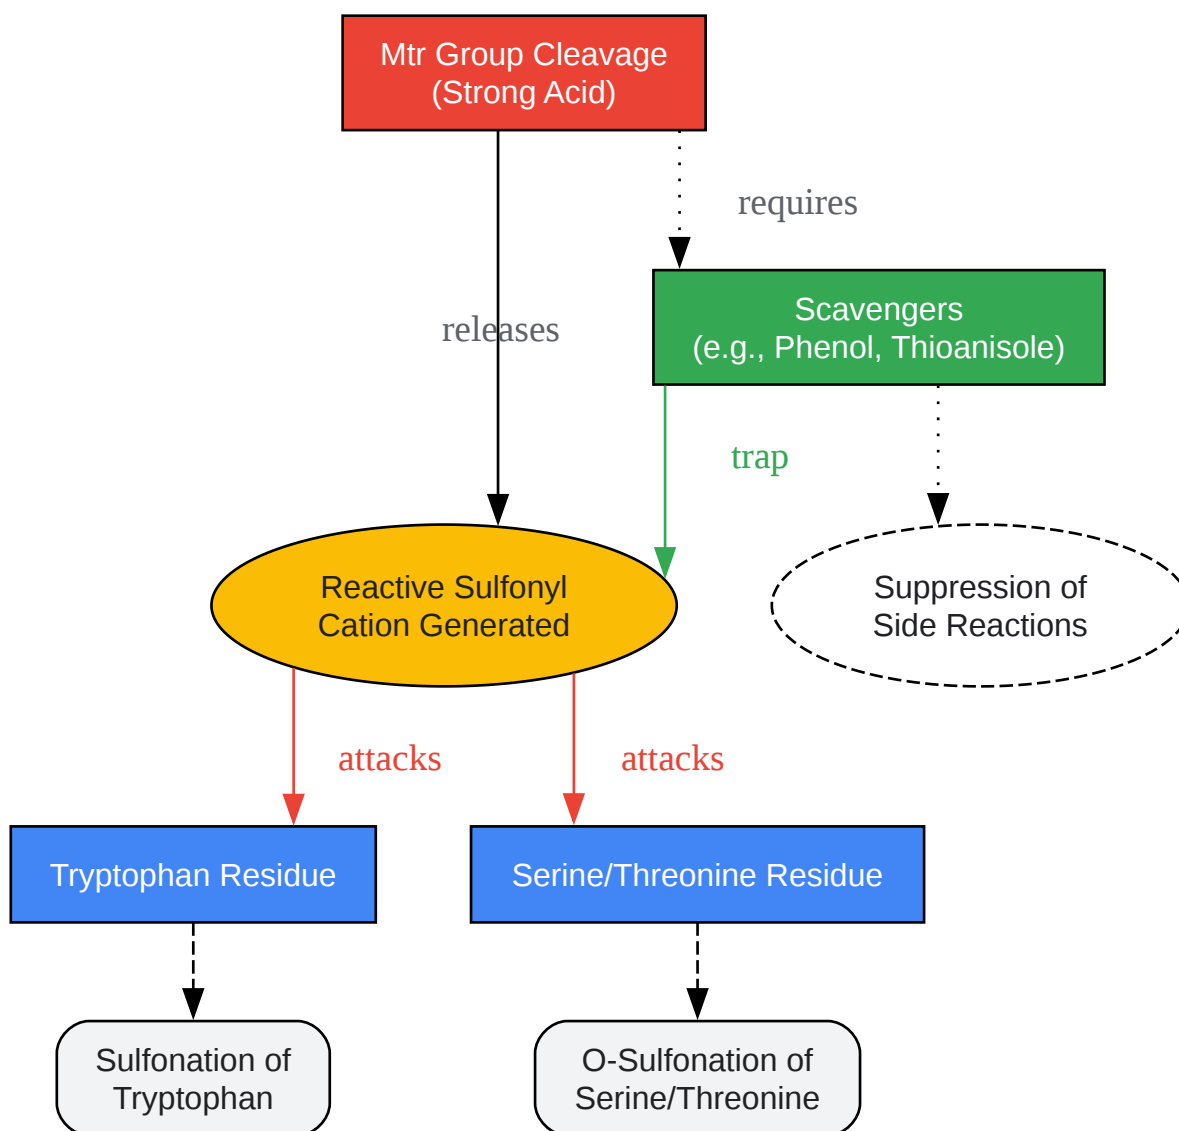 Mtr Group Cleavage
(Strong Acid)
requires
Scavengers
(e.g., Phenol, Thioanisole)
releases
trap
Reactive Sulfonyl
Cation Generated
Suppression of
Side Reactions
attacks
attacks
Tryptophan Residue
Serine/Threonine Residue
Sulfonation of
Tryptophan
O-Sulfonation of
Serine/Threonine